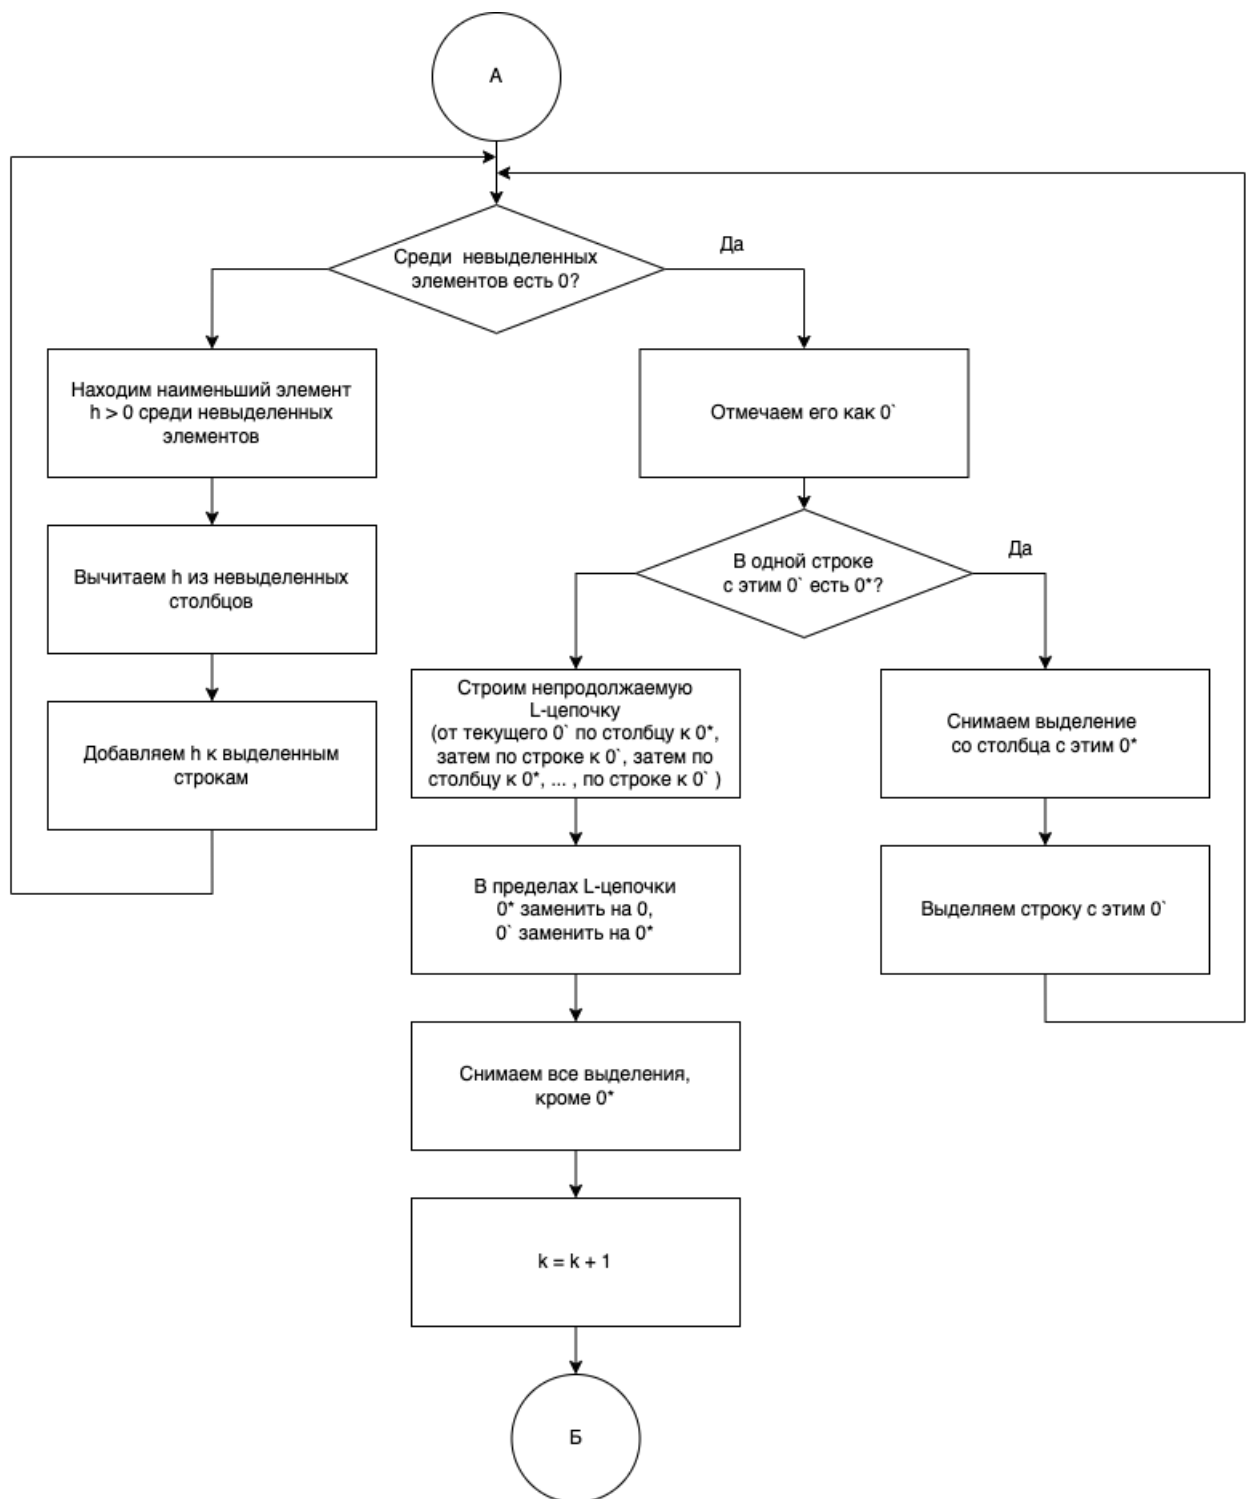 А
Среди невыделенных
элементов есть 0?
Да
Находим наименьший элемент
h > 0 среди невыделенных
элементов
Отмечаем его как 0`
Вычитаем h из невыделенных
столбцов
В одной строке
с этим 0` есть 0*?
Да
Добавляем h к выделенным
строкам
Строим непродолжаемую
L-цепочку
(от текущего 0` по столбцу к 0*,
затем по строке к 0`, затем по
столбцу к 0*, ... , по строке к 0` )
Снимаем выделение
со столбца с этим 0*
В пределах L-цепочки
0* заменить на 0,
0` заменить на 0*
Выделяем строку с этим 0`
Снимаем все выделения,
кроме 0*
k = k + 1
Б